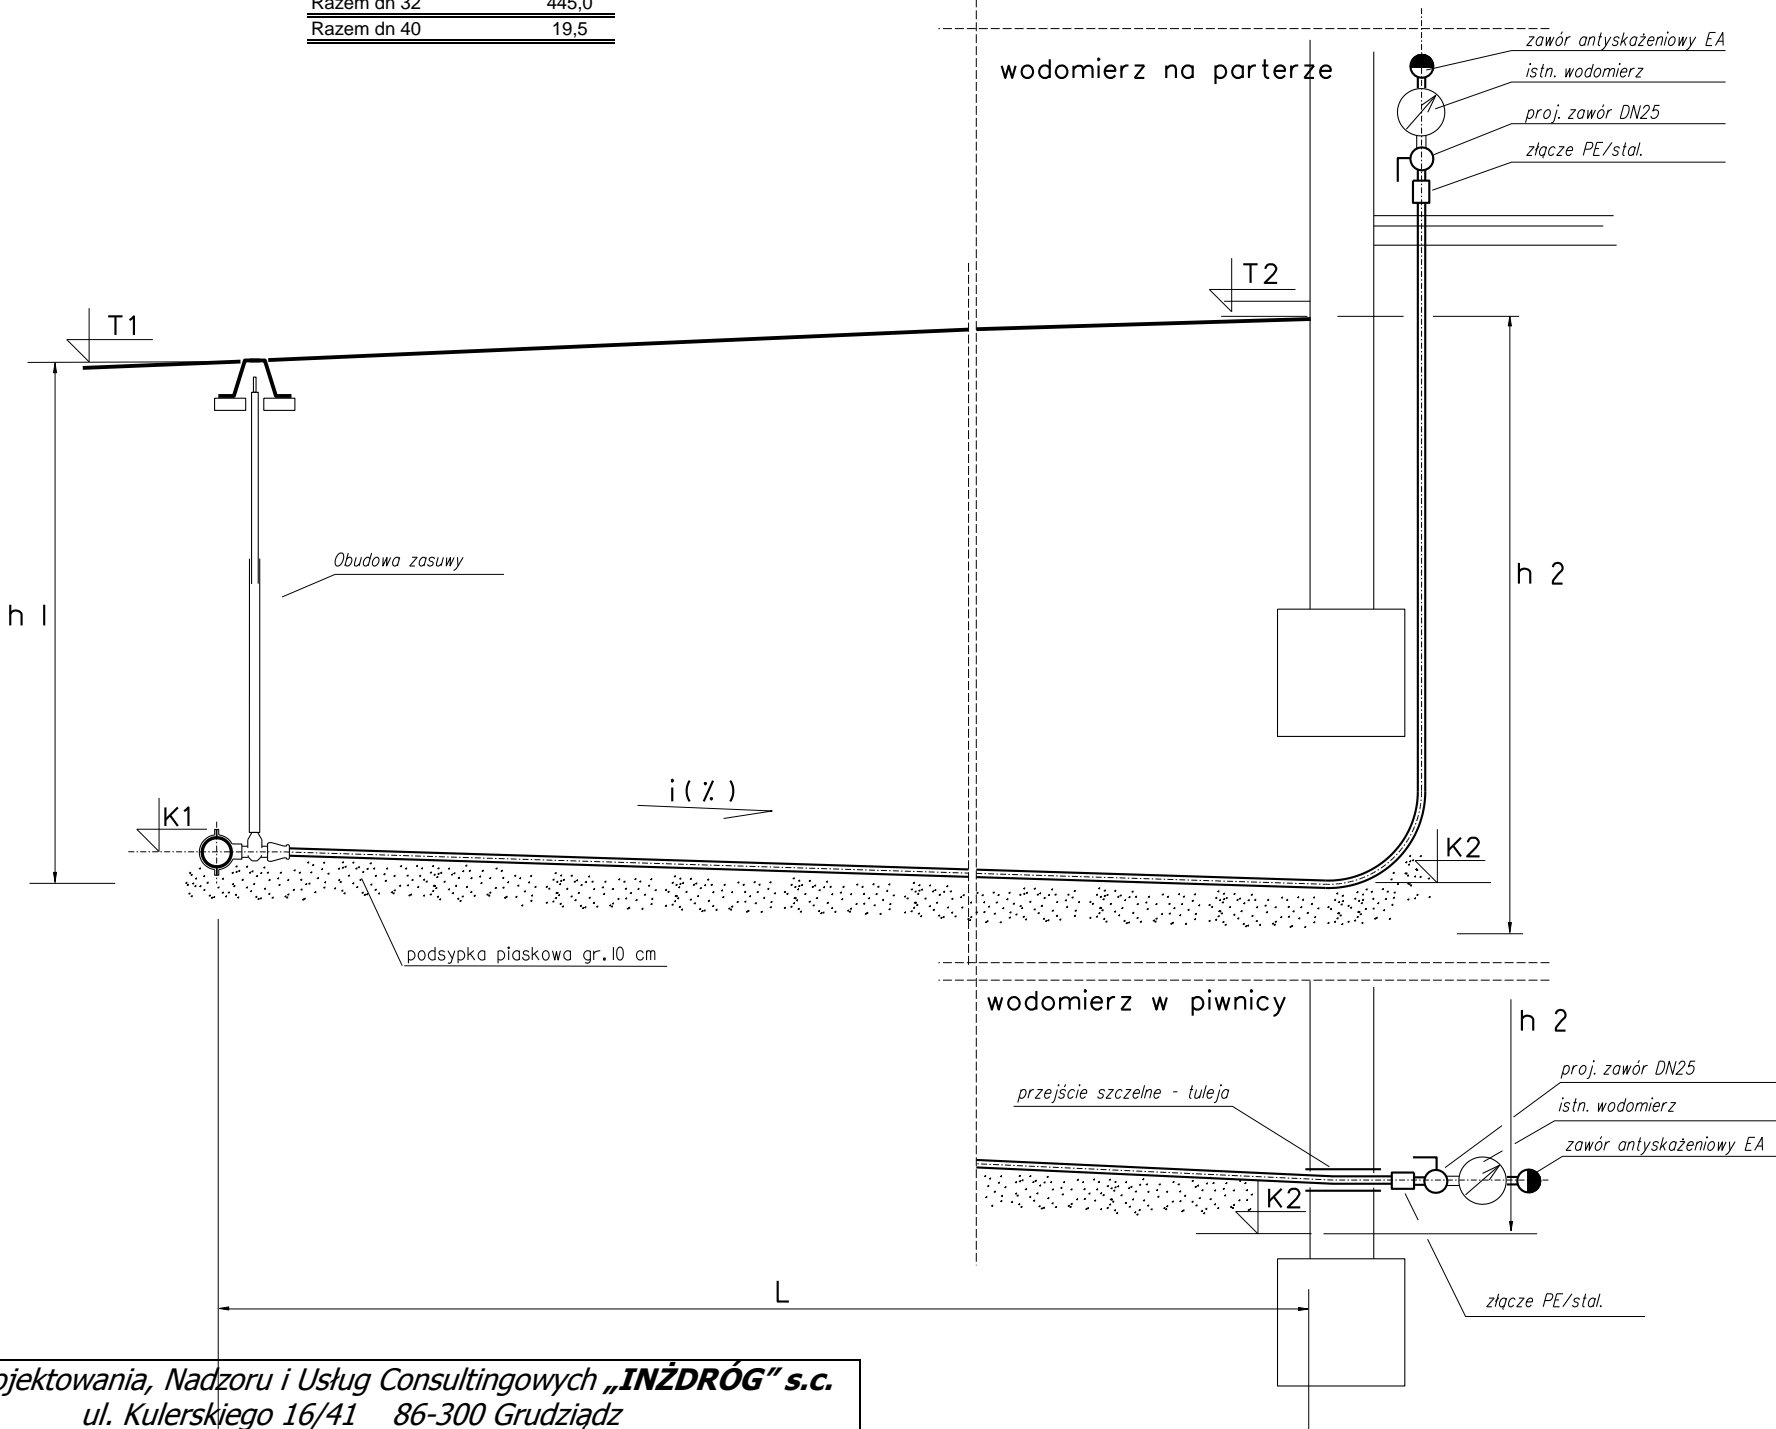 Razem dn 32 445,0
Razem dn 40 19,5
wodomierz na parterze
zawór antyskażeniowy EA
istn. wodomierz
proj. zawór DN25
złącze PE/stal.
T2
T1
Obudowa zasuwy
h 1
h 2
i(%)
K1
K2
podsypka piaskowa gr.10 cm
wodomierz w piwnicy
h 2
przejście szczelne - tuleja
proj. zawór DN25
istn. wodomierz
zawór antyskażeniowy EA
K2
L
złącze PE/stal.
ojektowania, Nadzoru i Usług Consultingowych „INŻDRÓG” s.c.
ul. Kulerskiego 16/41 86-300 Grudziądz